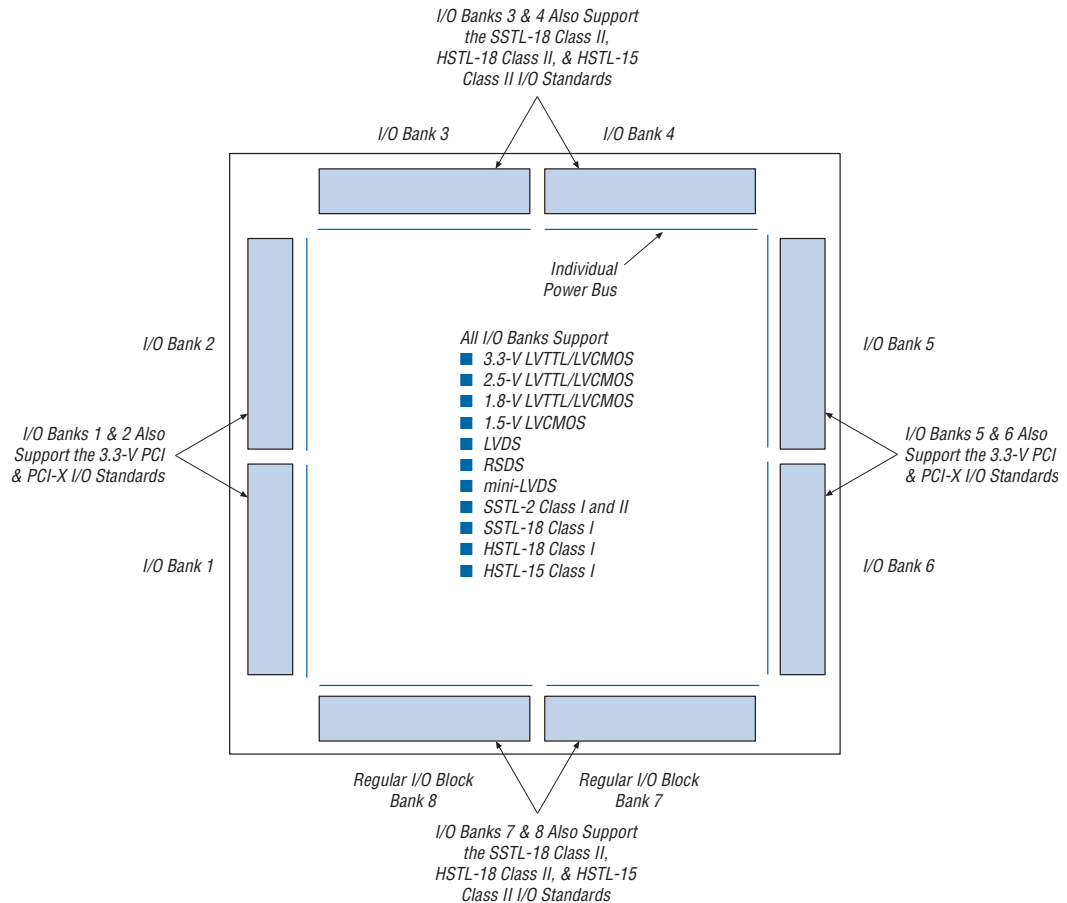 I/O Banks 3 & 4 Also Support
the SSTL-18 Class II,
HSTL-18 Class II, & HSTL-15
Class II I/O Standards
I/O Bank 3
I/O Bank 4
Individual
Power Bus
I/O Bank 2
I/O Bank 5
All I/O Banks Support
■ 3.3-V LVTTL/LVCMOS
■ 2.5-V LVTTL/LVCMOS
■ 1.8-V LVTTL/LVCMOS
■ 1.5-V LVCMOS
■ LVDS
■ RSDS
■ mini-LVDS
■ SSTL-2 Class I and II
■ SSTL-18 Class I
■ HSTL-18 Class I
■ HSTL-15 Class I
I/O Banks 1 & 2 Also
Support the 3.3-V PCI
& PCI-X I/O Standards
I/O Banks 5 & 6 Also
Support the 3.3-V PCI
& PCI-X I/O Standards
I/O Bank 1
I/O Bank 6
Regular I/O Block
Bank 8
Regular I/O Block
Bank 7
I/O Banks 7 & 8 Also Support
the SSTL-18 Class II,
HSTL-18 Class II, & HSTL-15
Class II I/O Standards